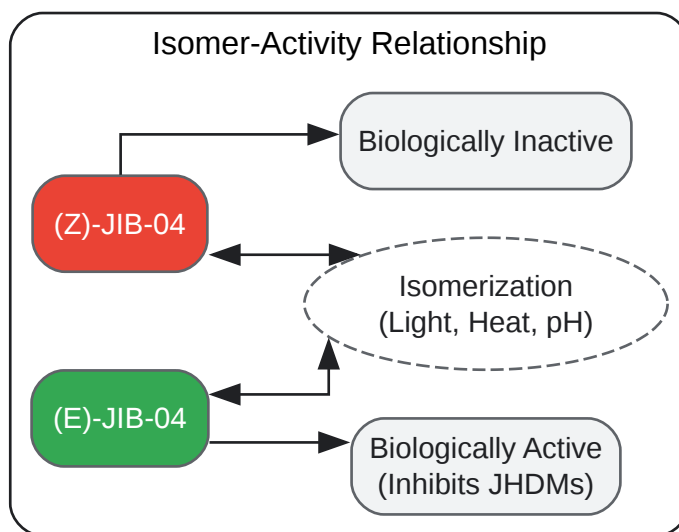 Isomer-Activity Relationship
Biologically Inactive
(Z)-JIB-04
Isomerization
(Light, Heat, pH)
(E)-JIB-04
Biologically Active
(Inhibits JHDMs)